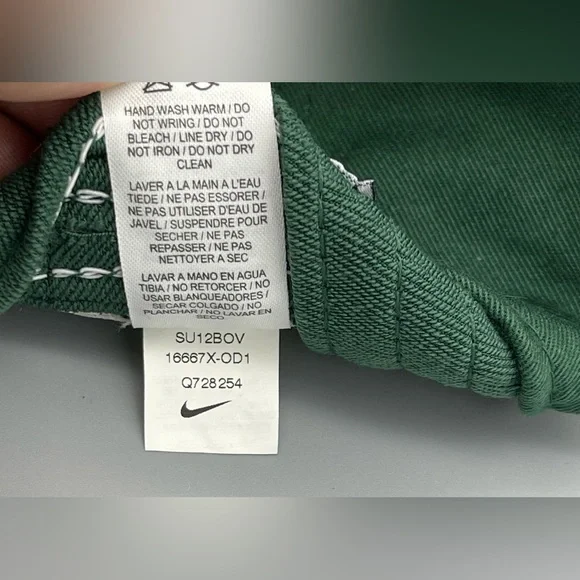 HAND WASH WARM / DO
NOT WRING / DO NOT
BLEACH / LINE DRY / DO
NOT IRON / DO NOT DRY
CLEAN
LAVER A LA MAIN A L'EAU
TIEDE / NE PAS ESSORER /
NE PAS UTILISER D'EAU DE
JAVEL / SUSPENDRE POUR
SECHER / NE PAS
REPASSER / NE PAS
NETTOYER A SEC
LAVAR A MANO EN AGUA
TIBIA / NO RETORCER / NO
USAR BLANQUEADORES /
SECAR COLGADO / NO
PLANCHAR / NO LAVAR EN
SECO
SU12BOV
16667X-OD1
Q728254